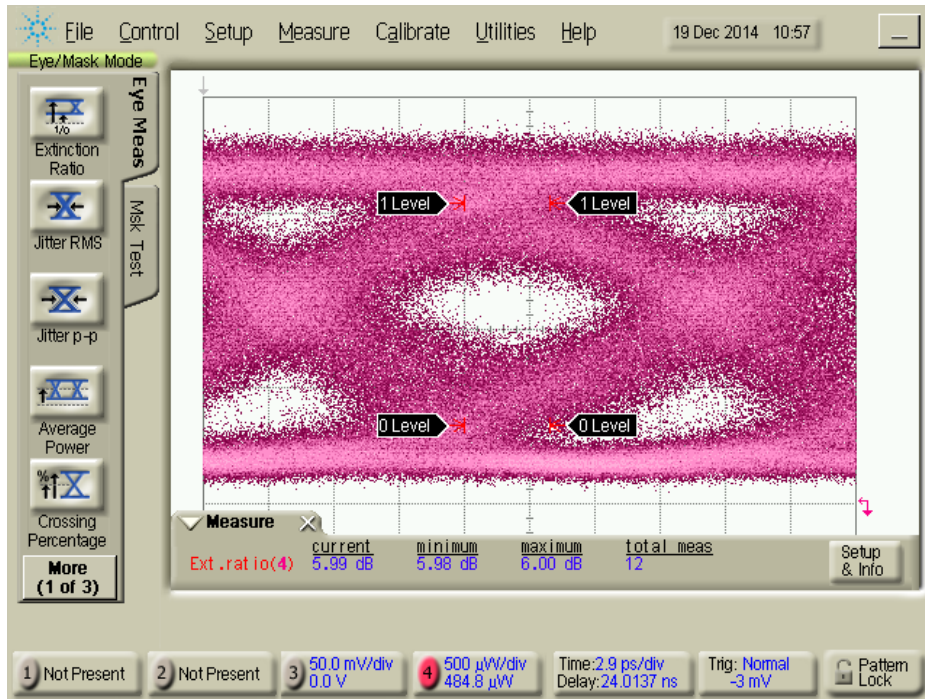 File Control Setup Measure Calibrate Utilities Help 19 Dec 2014 10:57
Eye/Mask Mode
Eye Meas
Msk Test
1/0
Extinction
Ratio
Jitter RMS
Jitter p-p
Average
Power
%
Crossing
Percentage
More
(1 of 3)
1 Level 1 Level
0 Level 0 Level
Measure
current minimum maximum total meas
Ext.ratio(4) 5.99 dB 5.98 dB 6.00 dB 12
Setup
& Info
1 Not Present
2 Not Present
3 50.0 mV/div
0.0 V
4 500 µW/div
484.8 µW
Time:2.9 ps/div
Delay:24.0137 ns
Trig: Normal
-3 mV
Pattern
Lock